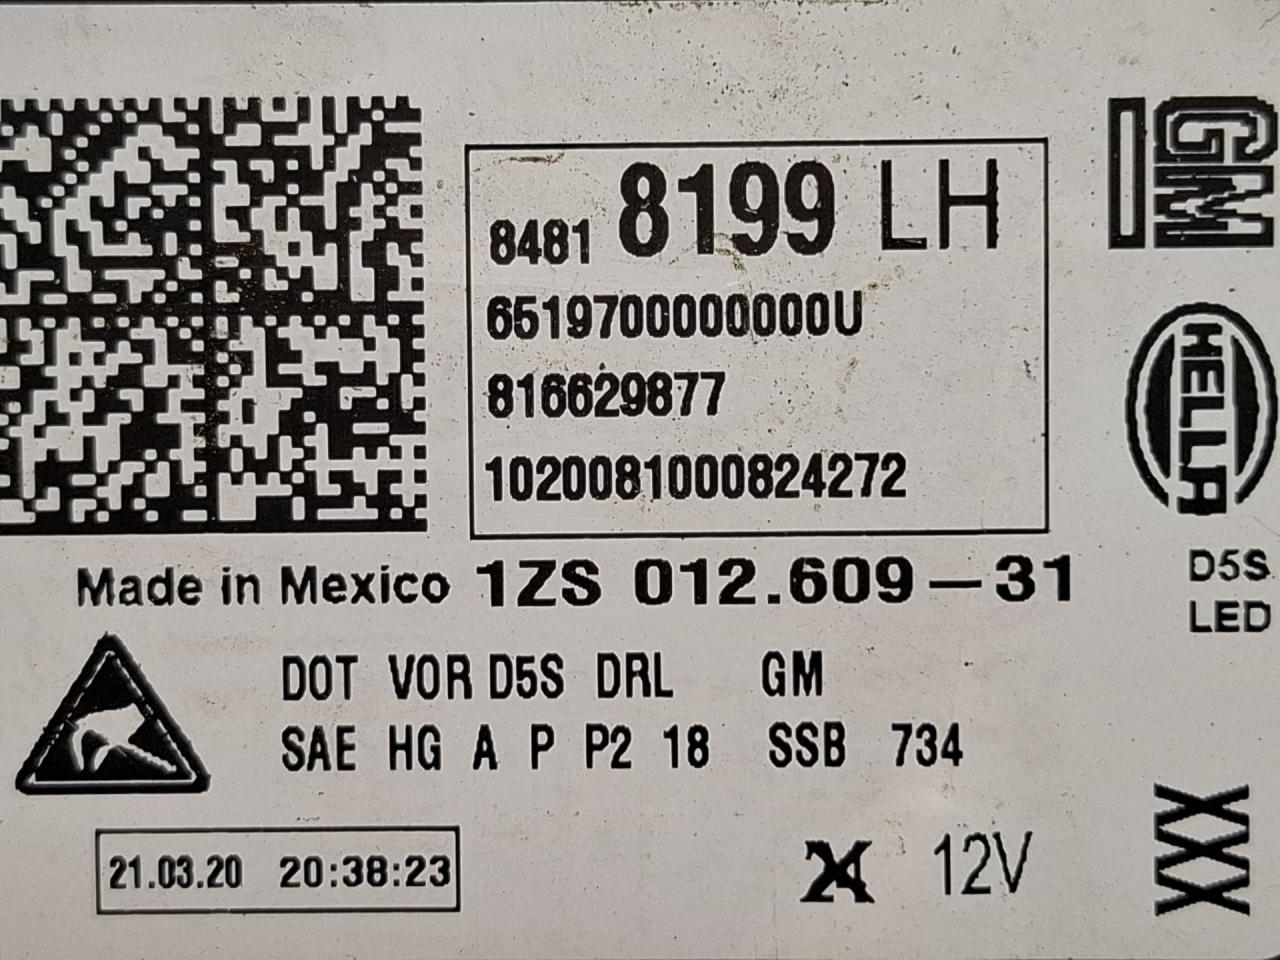 GM
8481 8199 LH
6519700000000U
816629877
1020081000824272
HELLA
Made in Mexico 1ZS 012.609-31
D5S
LED
DOT VOR D5S DRL GM
SAE HG A P P2 18 SSB 734
21.03.20 20:38:23
12V
XXX